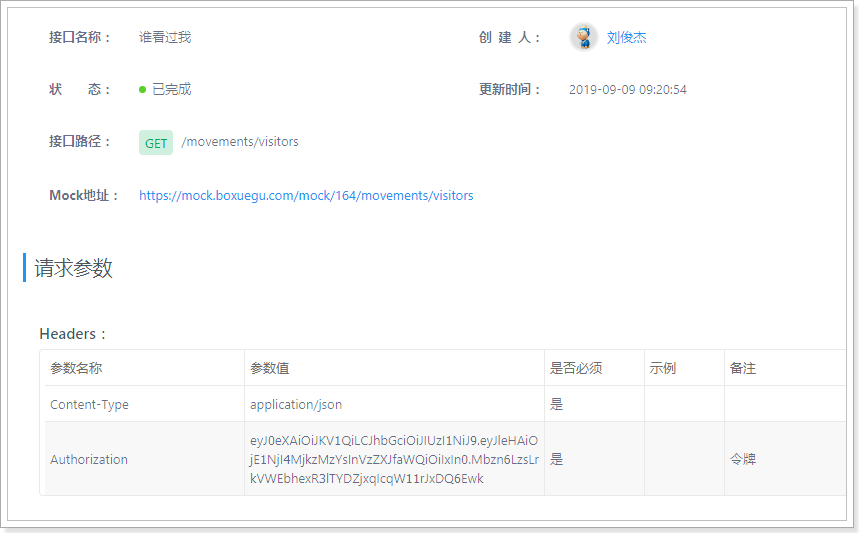 接口名称： 谁看过我 创 建 人： 刘俊杰
状 态： 已完成 更新时间： 2019-09-09 09:20:54
接口路径： GET /movements/visitors
Mock地址： https://mock.boxuegu.com/mock/164/movements/visitors
请求参数
Headers：
参数名称 参数值 是否必须 示例 备注
Content-Type application/json 是
eyJ0eXAiOiJKV1QiLCJhbGciOiJIUzI1NiJ9.eyJleHAiO
Authorization jE1NjI4MjkzMzYsInVzZXJfaWQiOiIxIn0.Mbzn6LzsLr 是 令牌
kVWEbhexR3lTYDZjxqIcqW11rJxDQ6Ewk